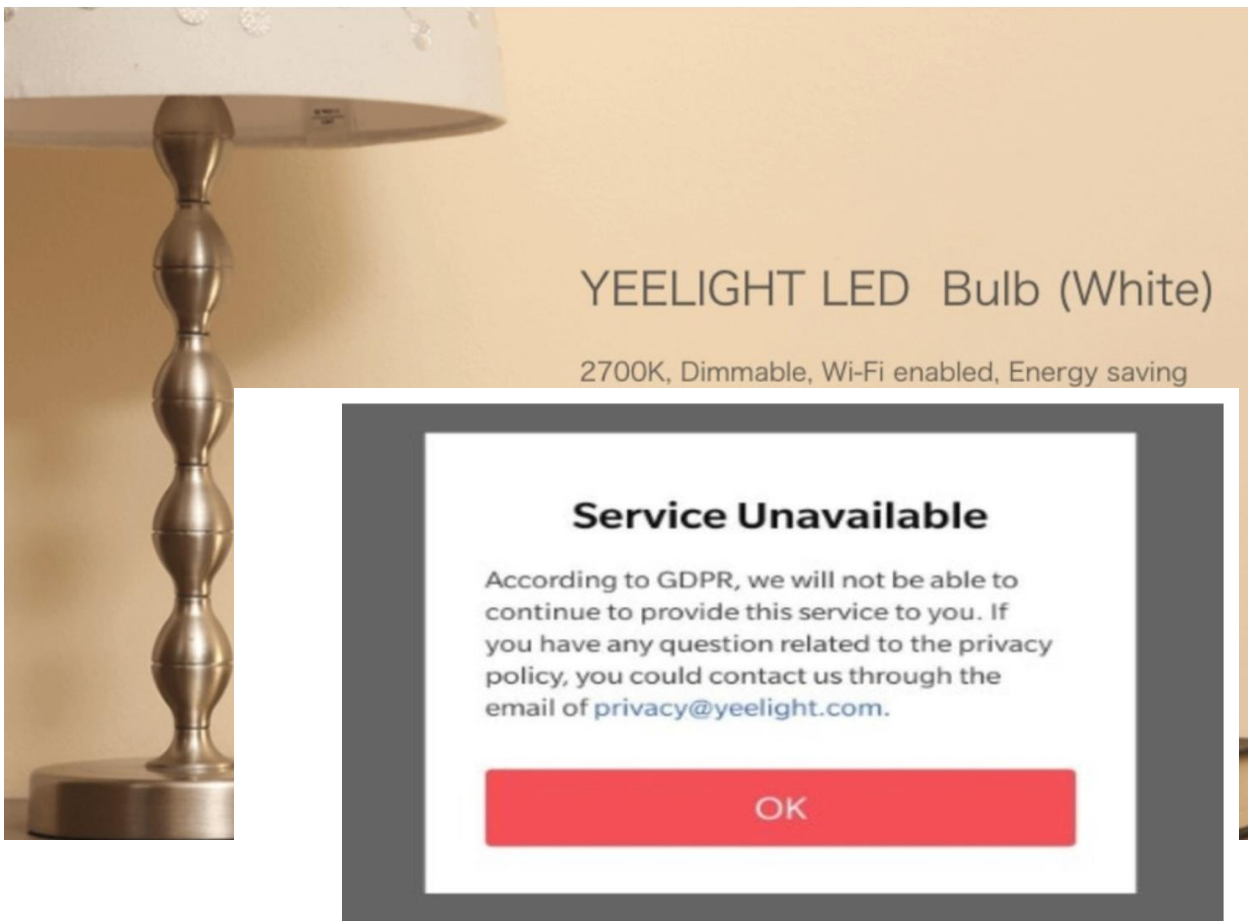 YEELIGHT LED Bulb (White)
2700K, Dimmable, Wi-Fi enabled, Energy saving
Service Unavailable
According to GDPR, we will not be able to
continue to provide this service to you. If
you have any question related to the privacy
policy, you could contact us through the
email of privacy@yeelight.com.
OK